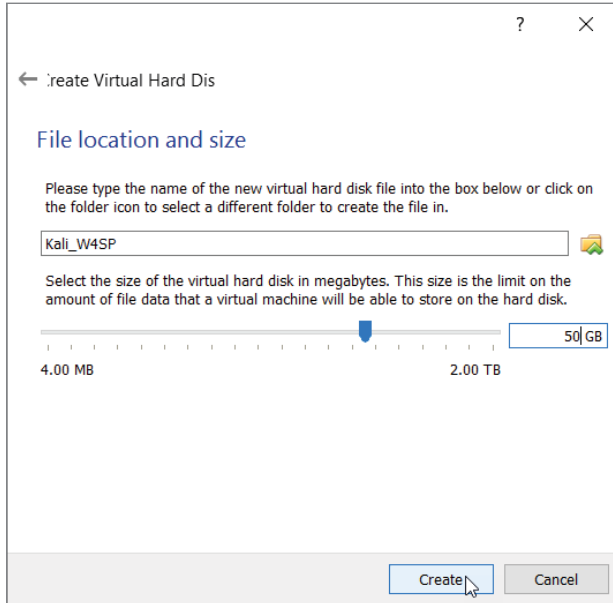 ?
← :reate Virtual Hard Dis
File location and size
Please type the name of the new virtual hard disk file into the box below or click on
the folder icon to select a different folder to create the file in.
Kali_W4SP
Select the size of the virtual hard disk in megabytes. This size is the limit on the
amount of file data that a virtual machine will be able to store on the hard disk.
50 GB
4.00 MB 2.00 TB
Create Cancel